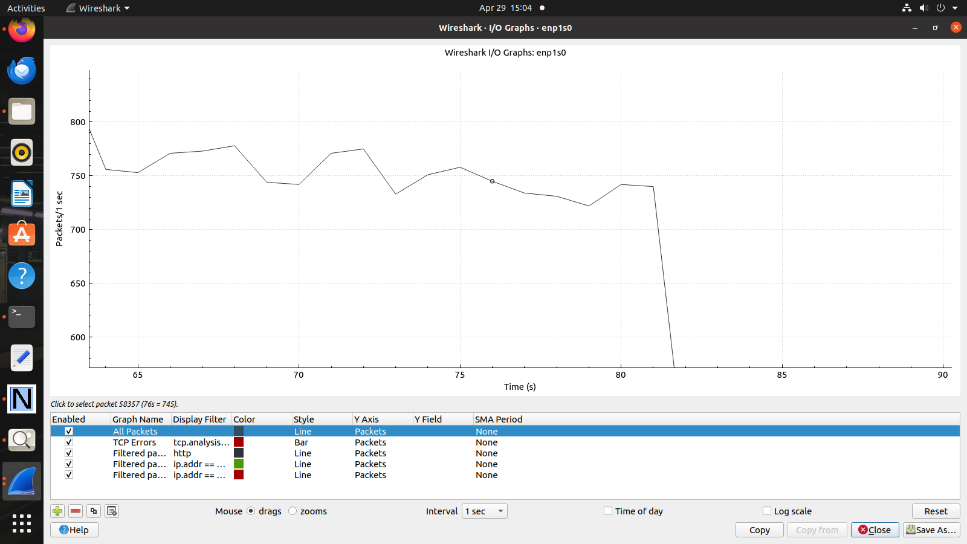 Activities Wireshark Apr 29 15:04
Wireshark · I/O Graphs · enp1s0
Wireshark I/O Graphs: enp1s0
800
750
700
650
600
Packets/1 sec
65 70 75 80 85 90
Time (s)
Click to select packet 58357 (76s = 745).
Enabled Graph Name Display Filter Color Style Y Axis Y Field SMA Period
All Packets Line Packets None
TCP Errors tcp.analysis... Bar Packets None
Filtered pa... http Line Packets None
Filtered pa... ip.addr == ... Line Packets None
Filtered pa... ip.addr == ... Line Packets None
Mouse drags zooms Interval 1 sec Time of day Log scale Reset
Help Copy Copy from Close Save As...